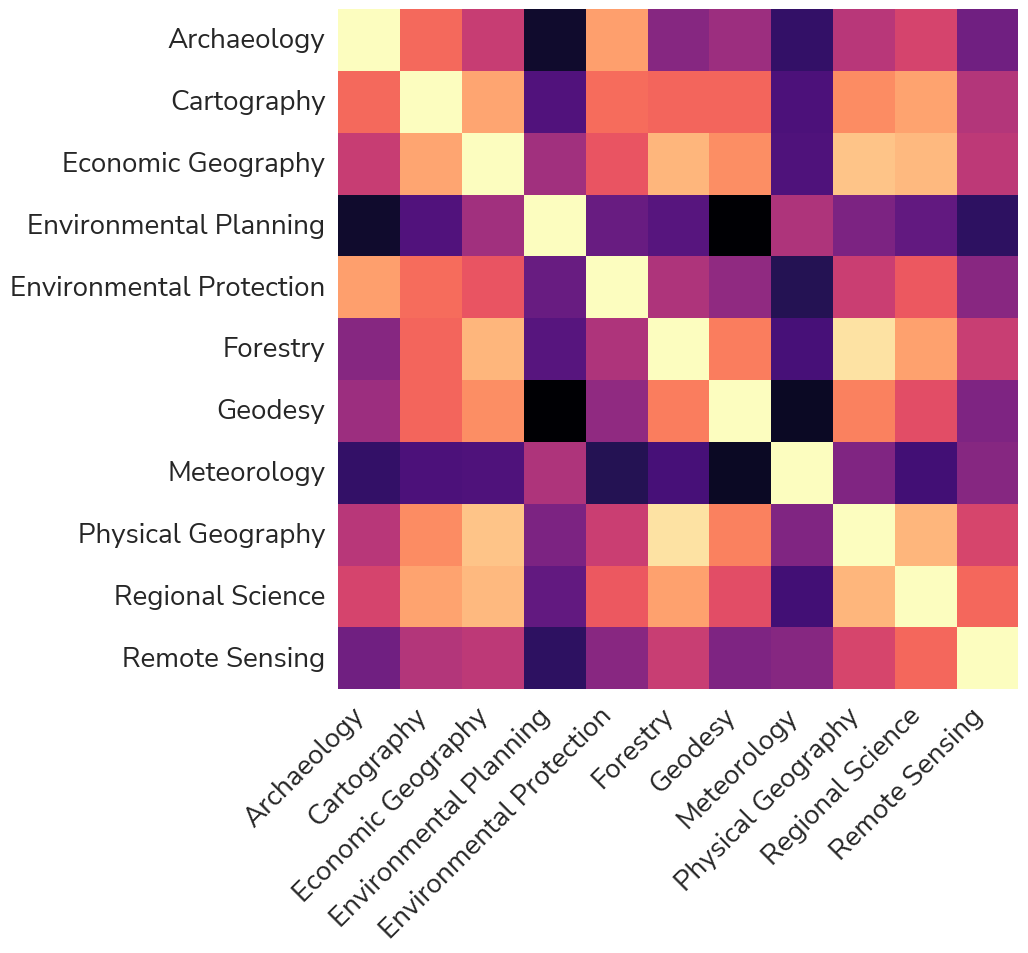 Archaeology
Cartography
Economic Geography
Environmental Planning
Environmental Protection
Forestry
Geodesy
Meteorology
Physical Geography
Regional Science
Remote Sensing
Archaeology
Cartography
Economic Geography
Environmental Planning
Environmental Protection
Forestry
Geodesy
Meteorology
Physical Geography
Regional Science
Remote Sensing